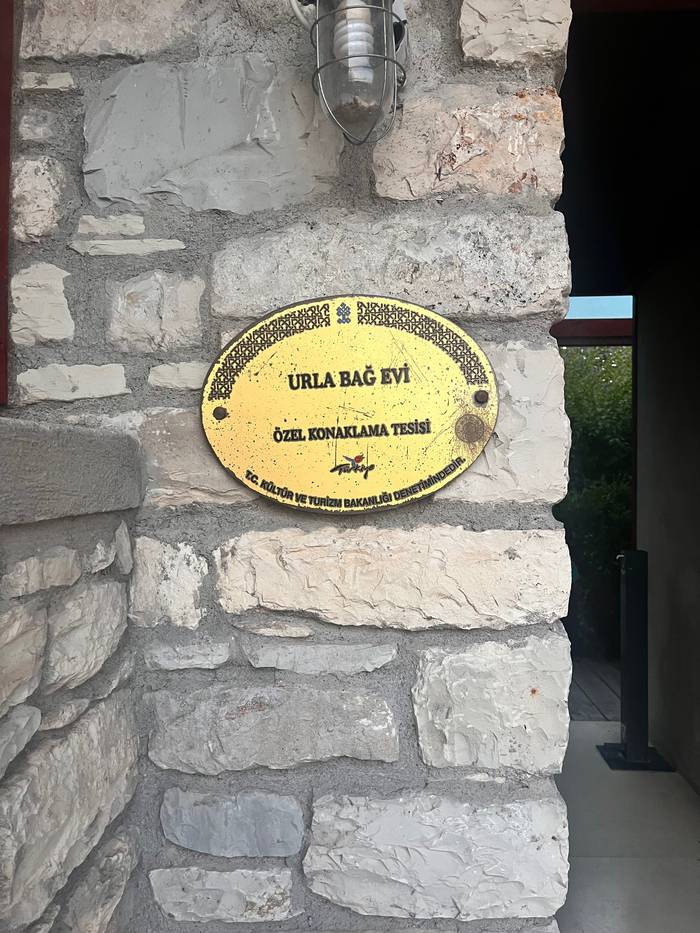 URLA BAĞ EVİ
ÖZEL KONAKLAMA TESİSİ
Türkiye
T.C. KÜLTÜR VE TURİZM BAKANLIĞI DENETİMİNDEDİR.